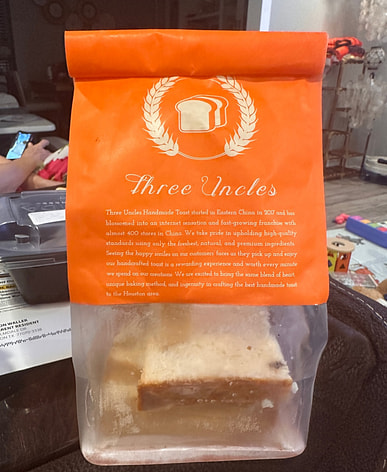 Three Uncles
Three Uncles Handmade Toast started in Eastern China in 2017 and has
blossomed into an internet sensation and fast-growing franchise with
almost 400 stores in China. We take pride in upholding high-quality
standards using only the freshest, natural, and premium ingredients.
Seeing the happy smiles on our customers faces as they pick up and enjoy
our handcrafted toast is a rewarding experience and worth every minute
we spend on our creations. We are excited to bring the same blend of heart,
unique baking method, and ingenuity to crafting the best handmade toast
to the Houston area.
ON WALLER
RESIDENT